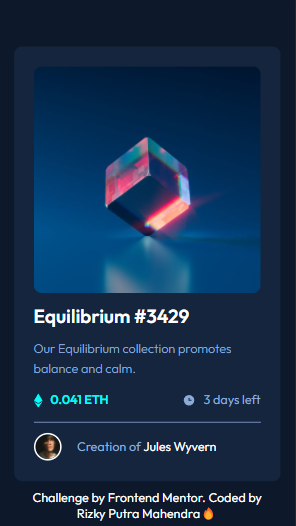 Equilibrium #3429
Our Equilibrium collection promotes
balance and calm.
0.041 ETH 3 days left
Creation of Jules Wyvern
Challenge by Frontend Mentor. Coded by
Rizky Putra Mahendra 🔥